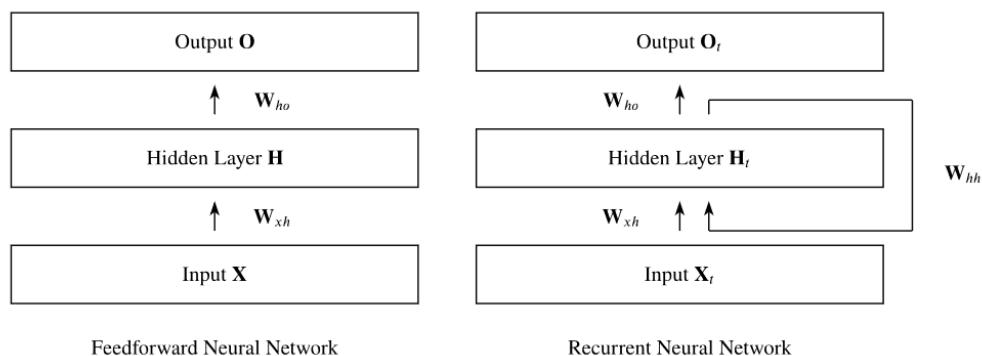 Output O
W_ho
Hidden Layer H
W_xh
Input X
Feedforward Neural Network
Output O_t
W_ho
Hidden Layer H_t
W_hh
W_xh
Input X_t
Recurrent Neural Network